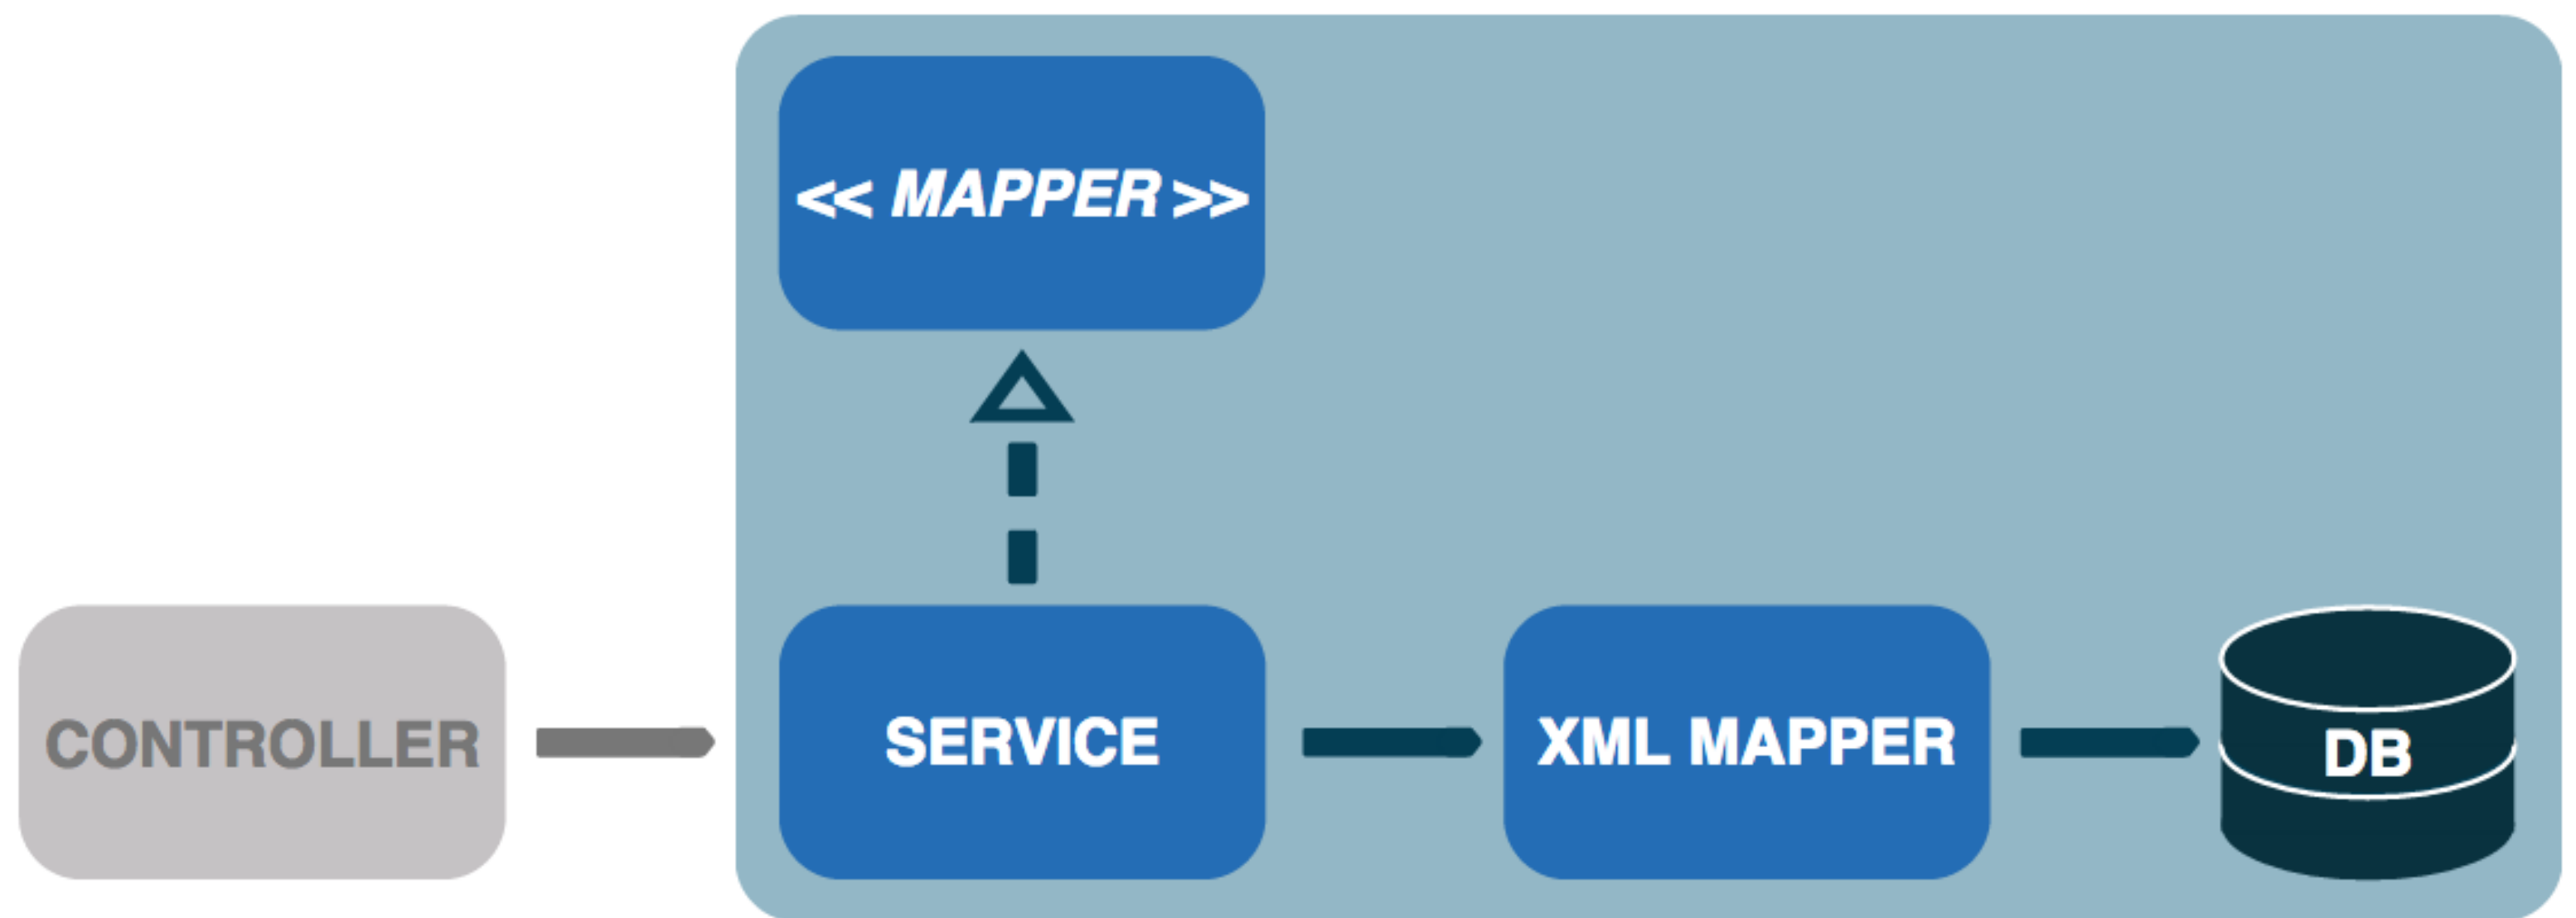 << MAPPER >>
CONTROLLER
SERVICE
XML MAPPER
DB